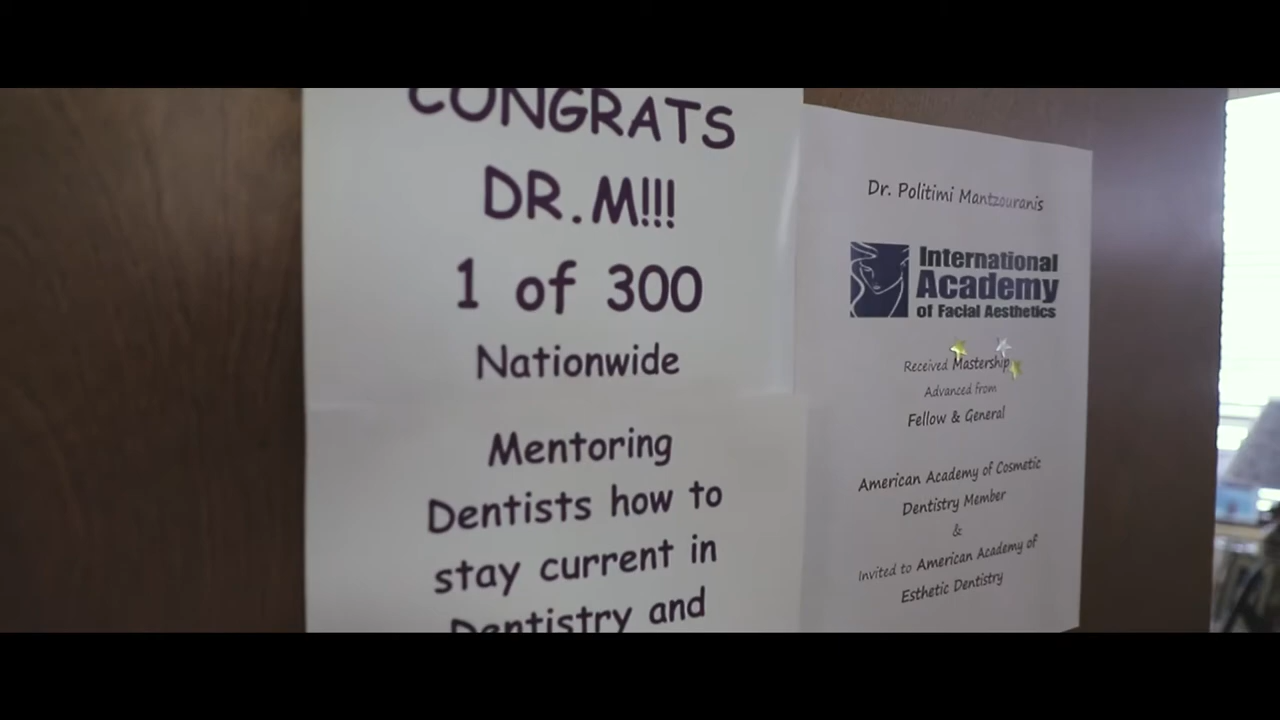 CONGRATS
DR.M!!!
1 of 300
Nationwide
Mentoring
Dentists how to
stay current in
Dentistry and
Dr. Politimi Mantzouranis
International
Academy
of Facial Aesthetics
Received Mastership
Advanced from
Fellow & General
American Academy of Cosmetic
Dentistry Member
&
Invited to American Academy of
Esthetic Dentistry